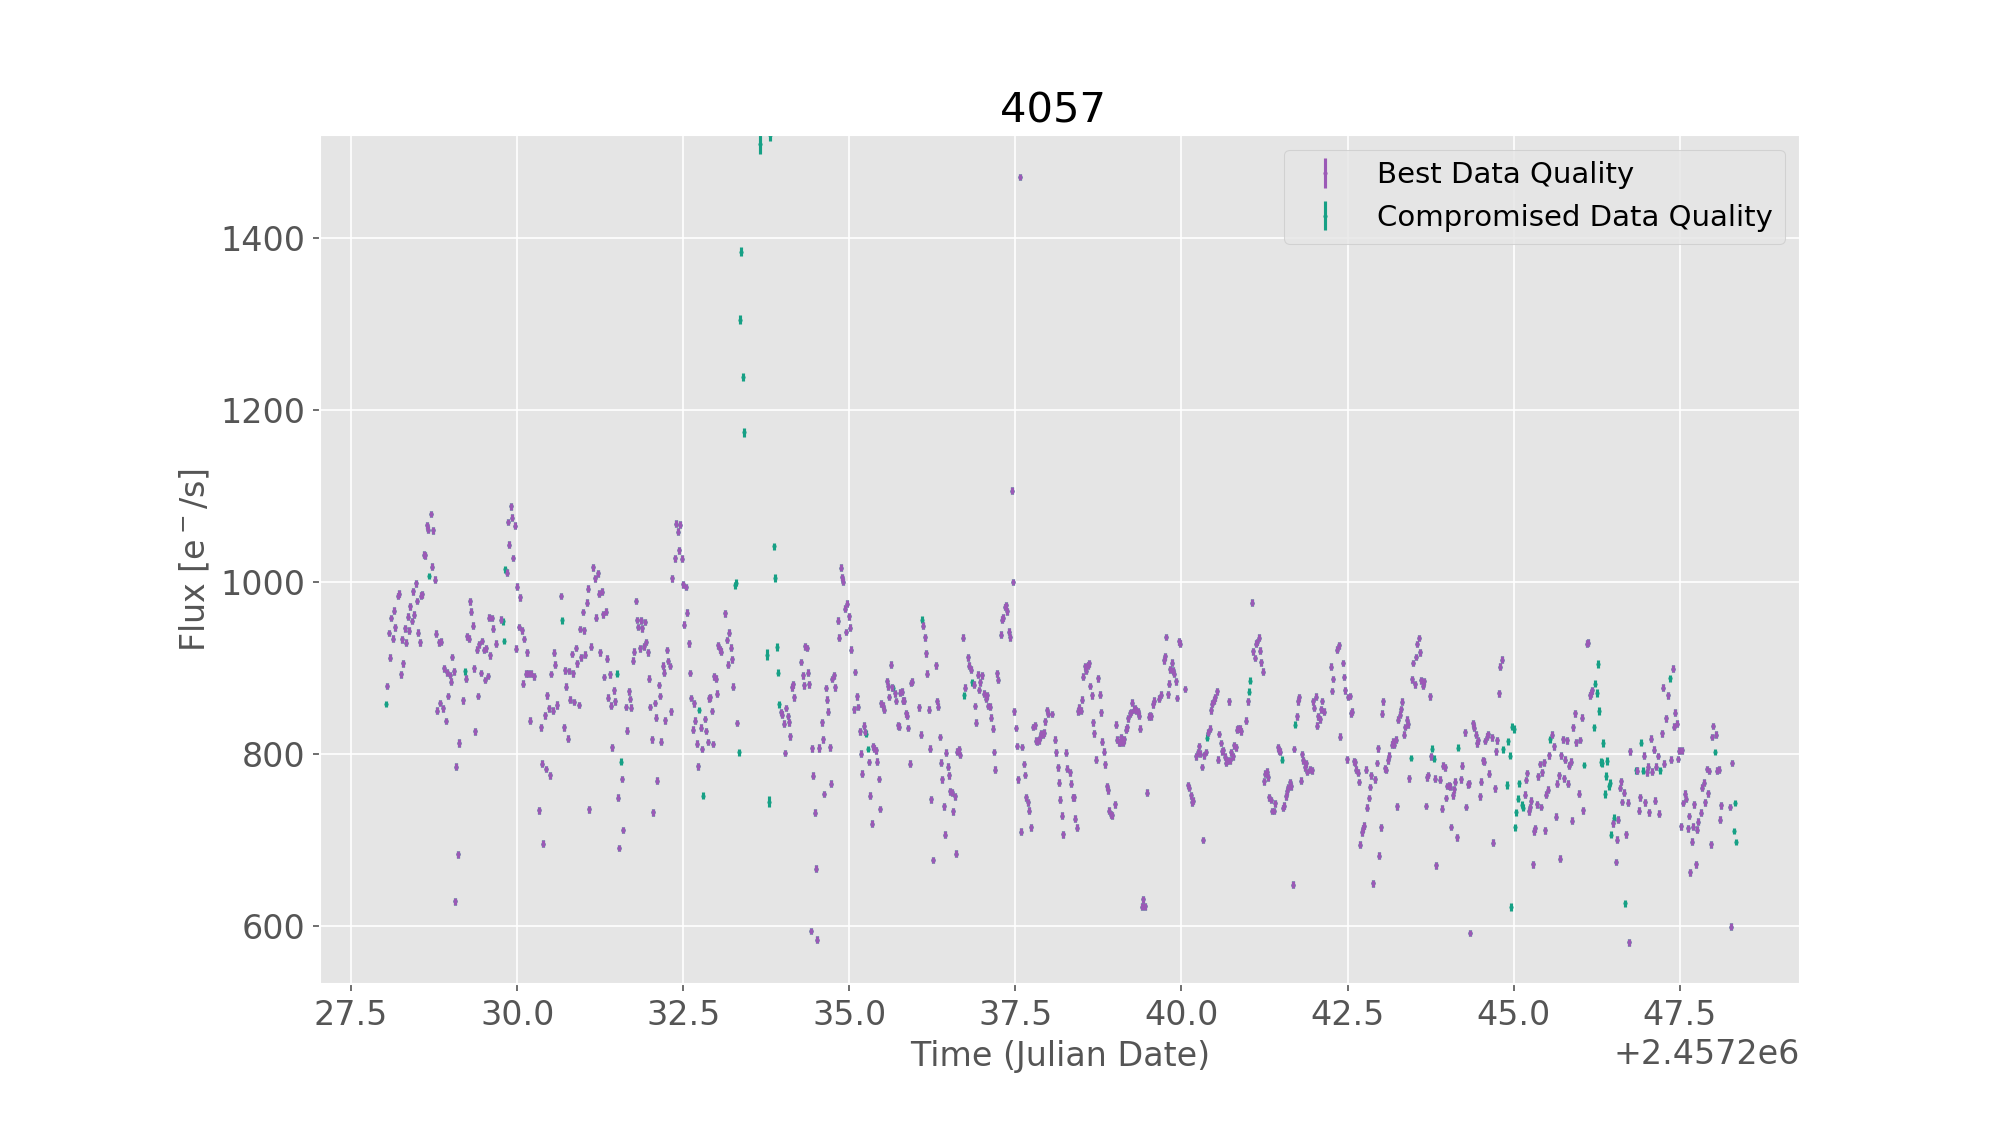 4057
Best Data Quality
Compromised Data Quality
1400
1200
1000
800
600
Flux [e⁻/s]
27.5 30.0 32.5 35.0 37.5 40.0 42.5 45.0 47.5
Time (Julian Date)
+2.4572e6